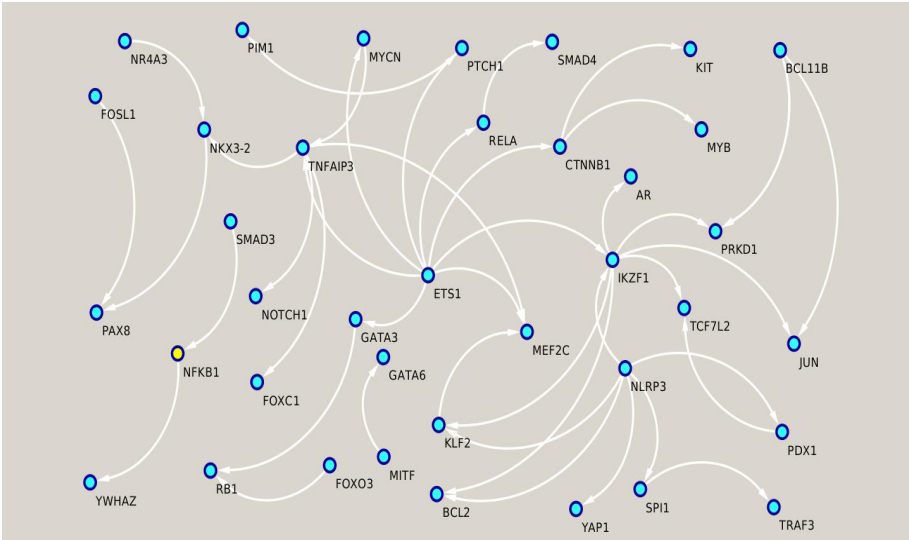 PIM1
MYCN
NR4A3
PTCH1
SMAD4
KIT
BCL11B
FOSL1
NKX3-2
TNFAIP3
RELA
CTNNB1
MYB
AR
SMAD3
PRKD1
IKZF1
ETS1
NOTCH1
PAX8
GATA3
TCF7L2
MEF2C
JUN
NFKB1
GATA6
FOXC1
NLRP3
KLF2
PDX1
YWHAZ
RB1
FOXO3
MITF
BCL2
YAP1
SPI1
TRAF3